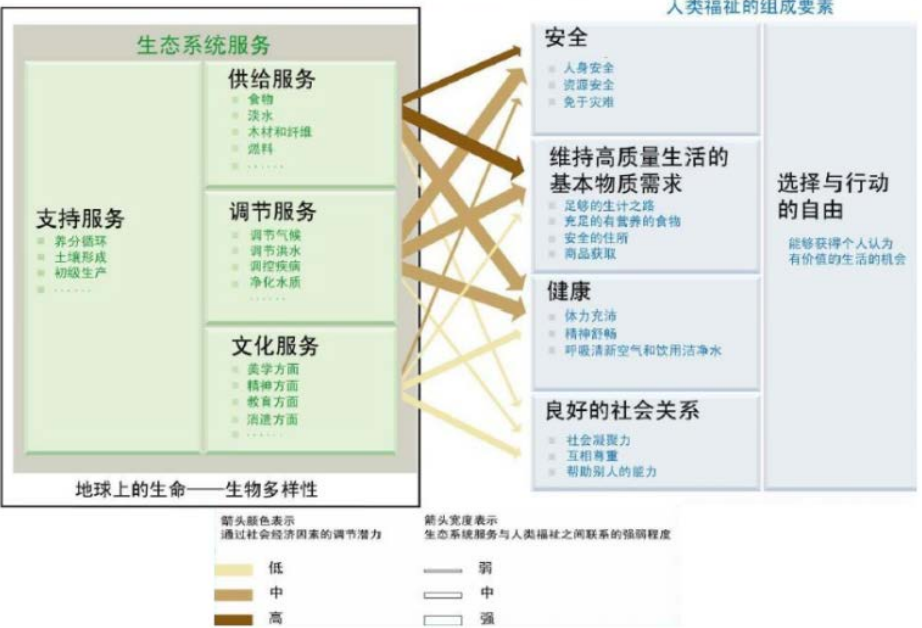 人类福祉的组成要素
生态系统服务
支持服务
养分循环
土壤形成
初级生产
......
供给服务
食物
淡水
木材和纤维
燃料
......
调节服务
调节气候
调节洪水
调控疾病
净化水质
......
文化服务
美学方面
精神方面
教育方面
消遣方面
......
地球上的生命——生物多样性
安全
人身安全
资源安全
免于灾难
维持高质量生活的
基本物质需求
足够的生计之路
充足的有营养的食物
安全的住所
商品获取
健康
体力充沛
精神舒畅
呼吸清新空气和饮用洁净水
良好的社会关系
社会凝聚力
互相尊重
帮助别人的能力
选择与行动
的自由
能够获得个人认为
有价值的生活的机会
箭头颜色表示
通过社会经济因素的调节潜力
低
中
高
箭头宽度表示
生态系统服务与人类福祉之间联系的强弱程度
弱
中
强